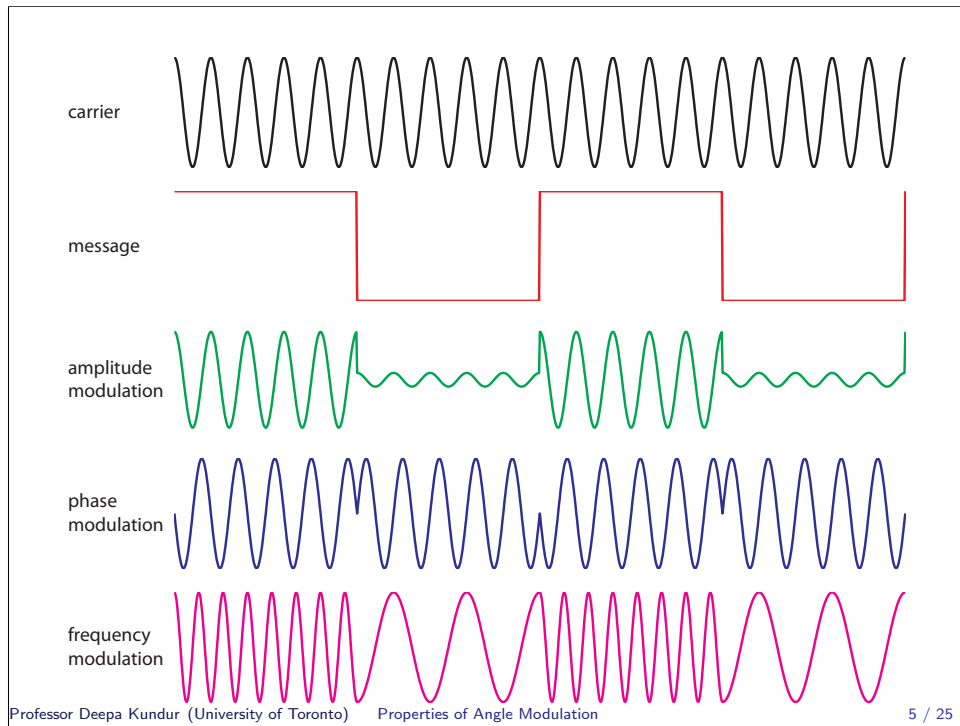 carrier
message
amplitude
modulation
phase
modulation
frequency
modulation
Professor Deepa Kundur (University of Toronto) Properties of Angle Modulation 5 / 25